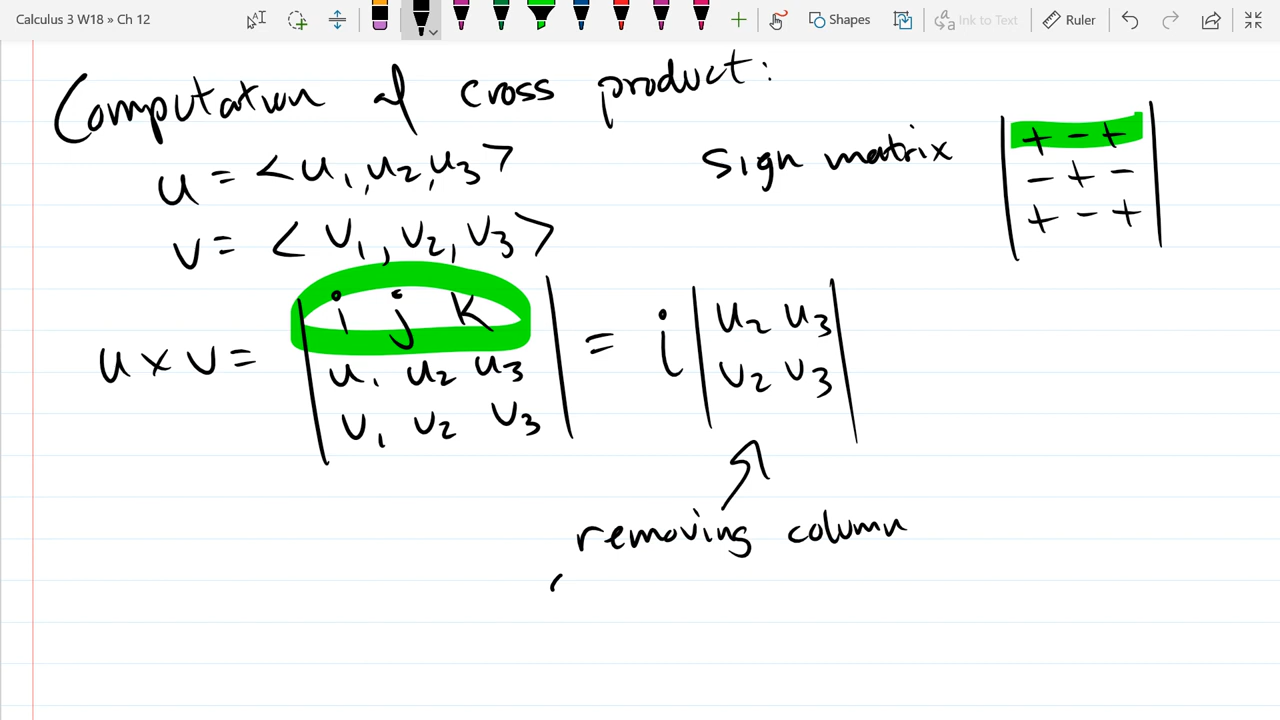 Calculus 3 W18 » Ch 12
Ink to Text
Shapes
Ruler
Computation of cross product:
u = <u1, u2, u3>
v = <v1, v2, v3>
sign matrix
| + - + |
| - + - |
| + - + |
u × v = | i j k |
| u1 u2 u3 |
| v1 v2 v3 |
= i | u2 u3 |
| v2 v3 |
removing column
(